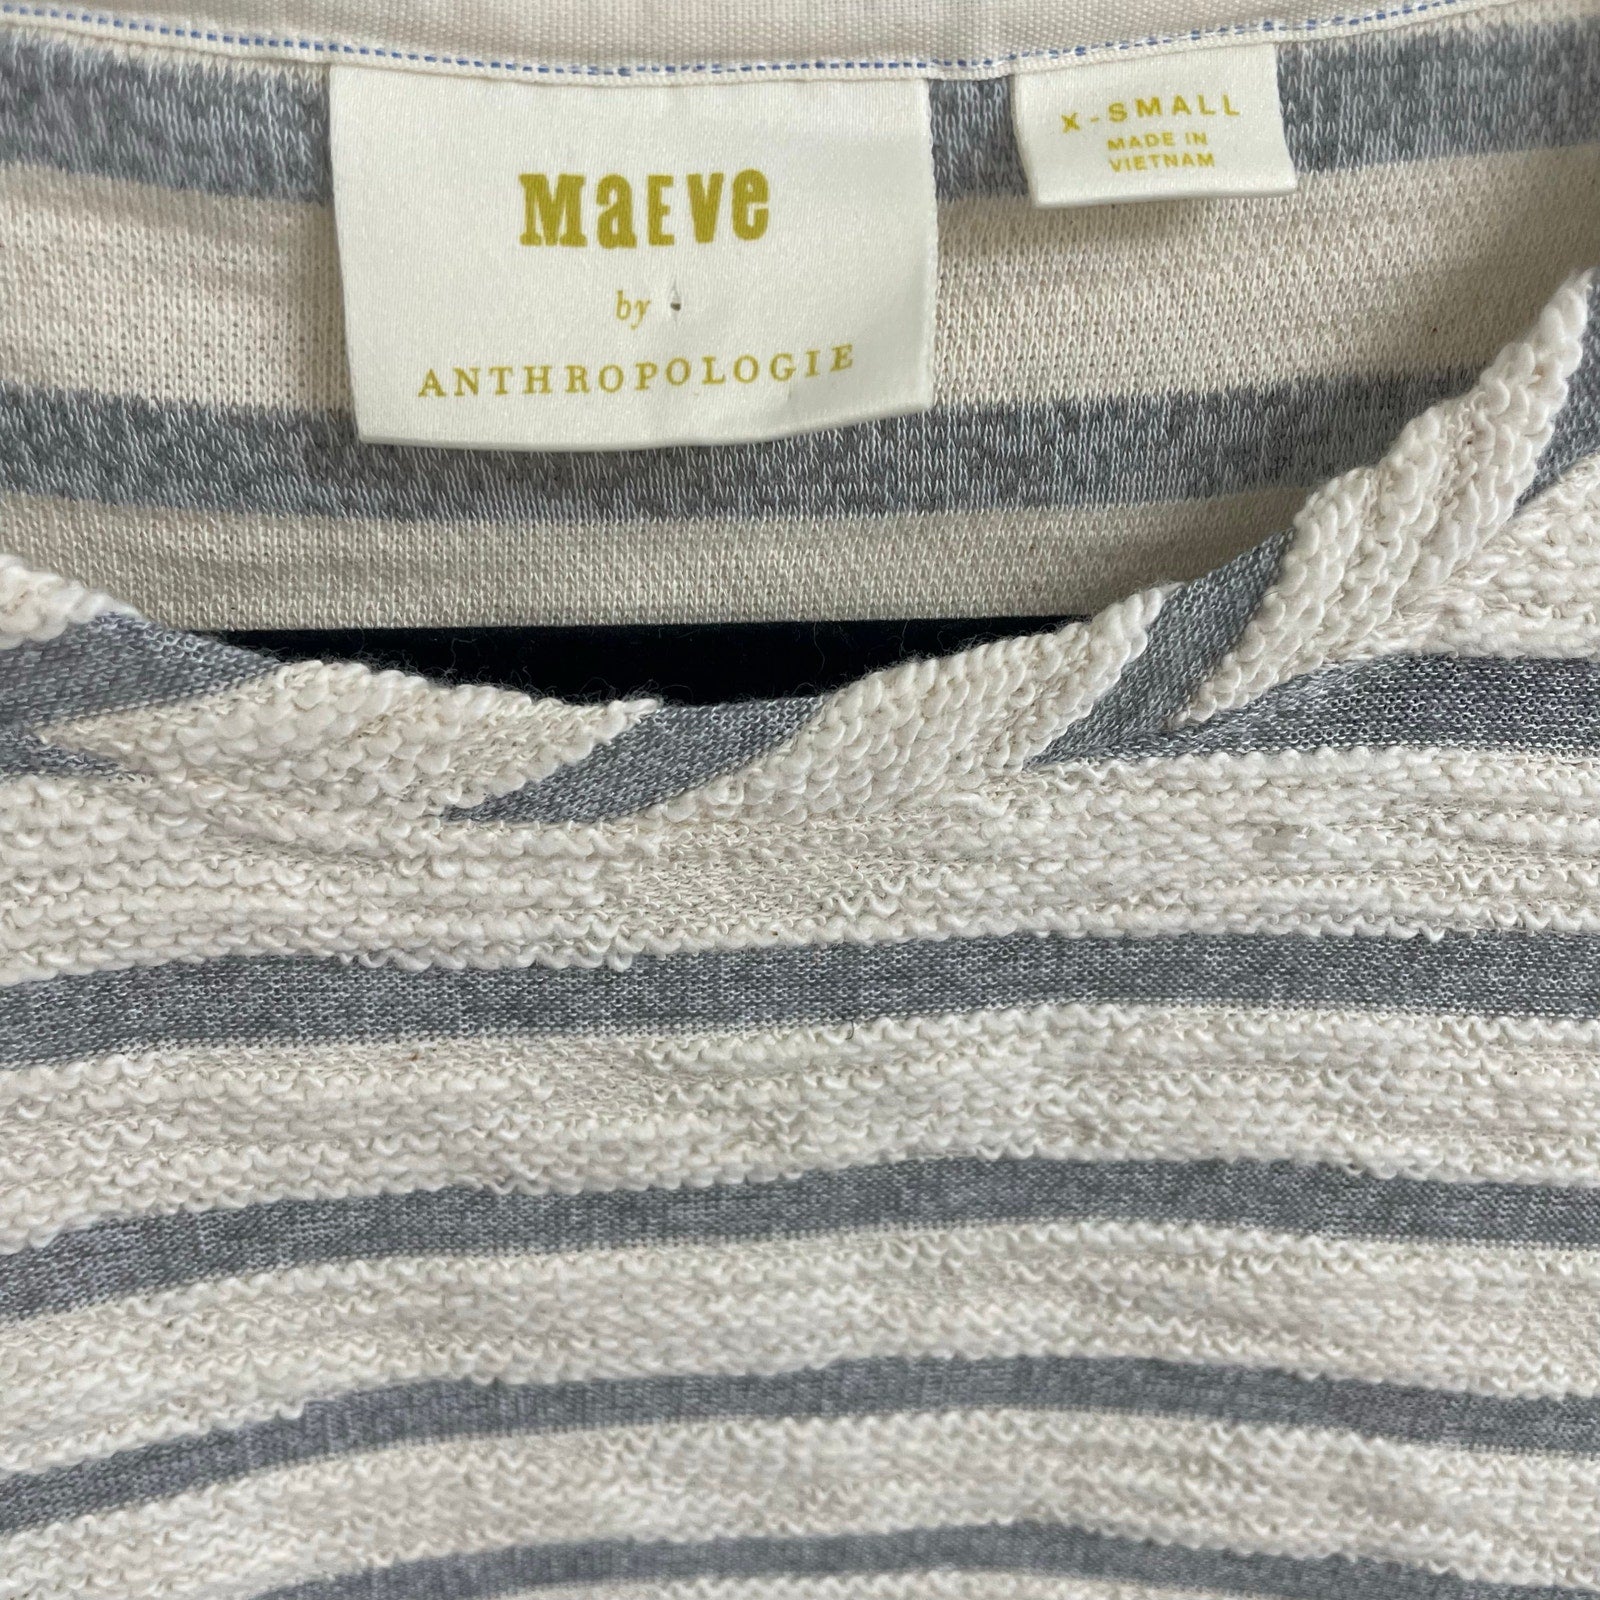 MaEVe
by
ANTHROPOLOGIE
X-SMALL
MADE IN
VIETNAM